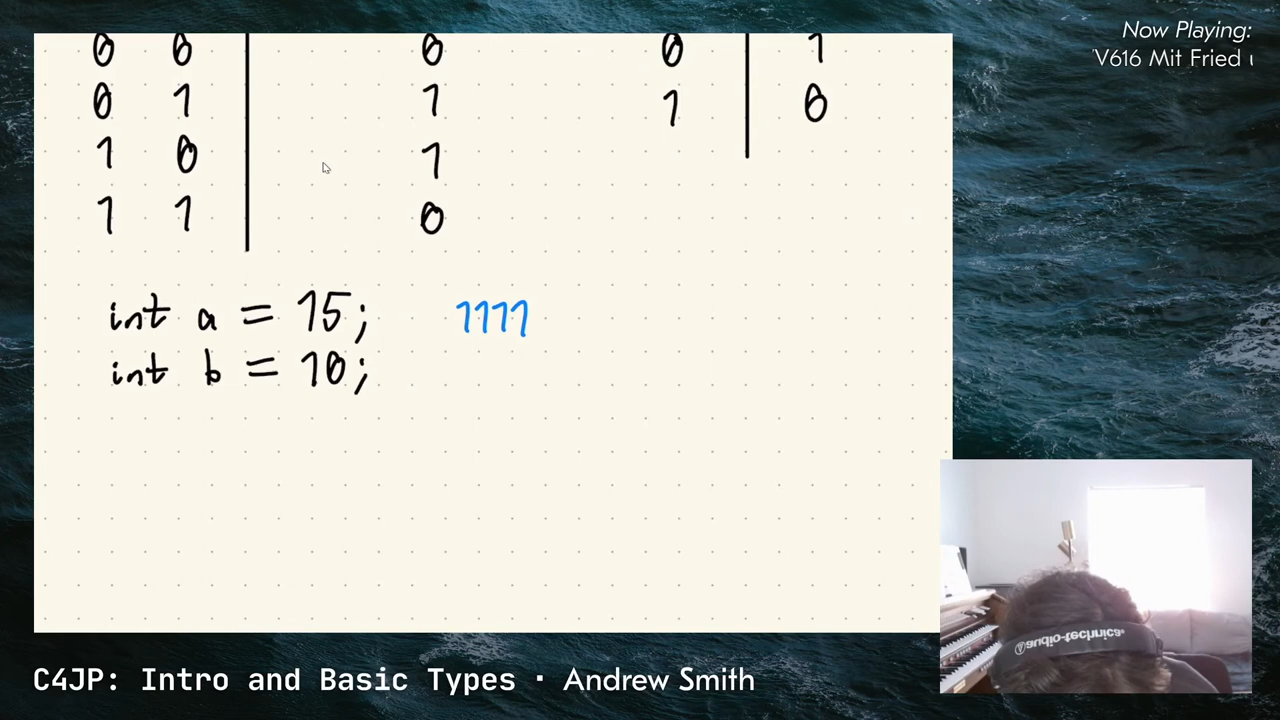 Now Playing:
V616 Mit Fried
0 0 0 0 1
0 1 1 1 0
1 0 1
1 1 0
int a = 15; 1111
int b = 10;
audio-technica
C4JP: Intro and Basic Types · Andrew Smith